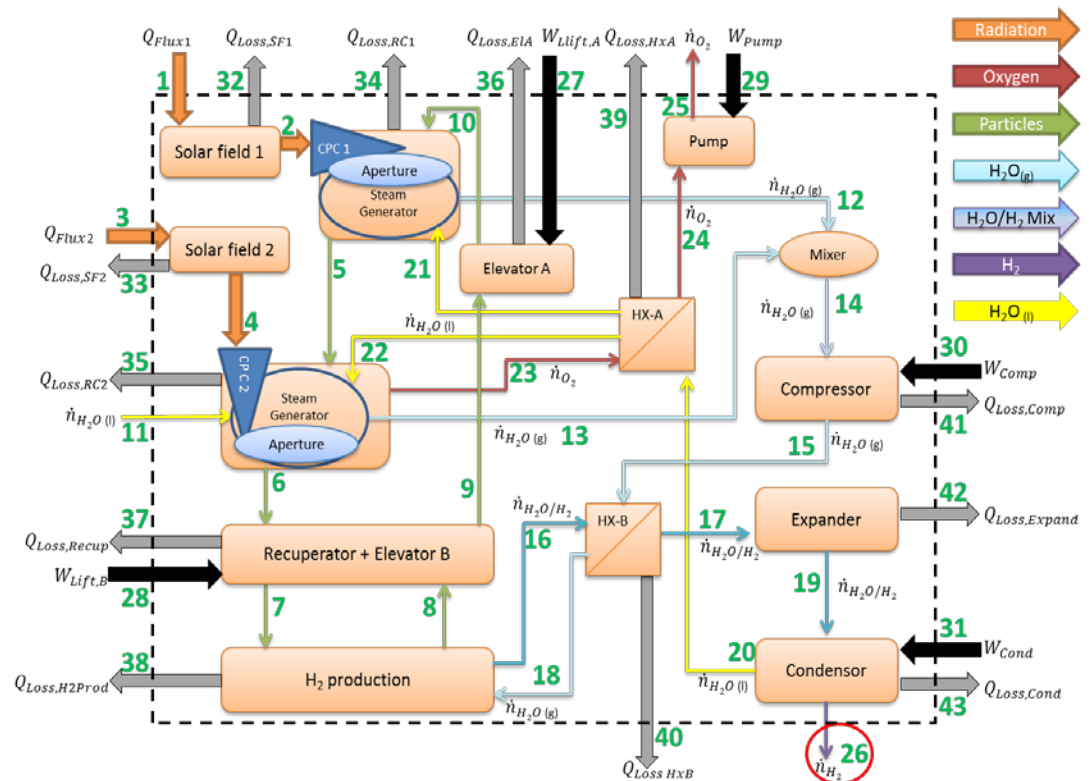 Q_Flux1
Q_Loss,SF1
Q_Loss,RC1
Q_Loss,ElA
W_Llift,A
Q_Loss,HxA
ṅ_O₂
W_Pump
Radiation
1
32
34
36
27
39
25
29
Oxygen
2
10
Solar field 1
CPC 1
Pump
Particles
Aperture
Steam
Generator
ṅ_H₂O (g)
12
H₂O(g)
3
Q_Flux2
Solar field 2
ṅ_O₂
24
H₂O/H₂ Mix
Q_Loss,SF2
33
5
21
Elevator A
Mixer
H₂
4
HX-A
ṅ_H₂O (g)
14
H₂O(l)
ṅ_H₂O (l)
22
35
CPC 2
23
ṅ_O₂
30
Q_Loss,RC2
Steam
Generator
Compressor
W_Comp
ṅ_H₂O (l)
11
Aperture
ṅ_H₂O (g)
13
15
ṅ_H₂O (g)
41
Q_Loss,Comp
6
9
ṅ_H₂O/H₂
37
16
HX-B
17
Expander
42
Q_Loss,Recup
Recuperator + Elevator B
ṅ_H₂O/H₂
Q_Loss,Expand
W_Lift,B
28
7
8
19
ṅ_H₂O/H₂
38
31
Q_Loss,H2Prod
H₂ production
18
ṅ_H₂O (g)
20
ṅ_H₂O (l)
Condensor
W_Cond
Q_Loss,Cond
43
40
Q_Loss HxB
26
ṅ_H₂